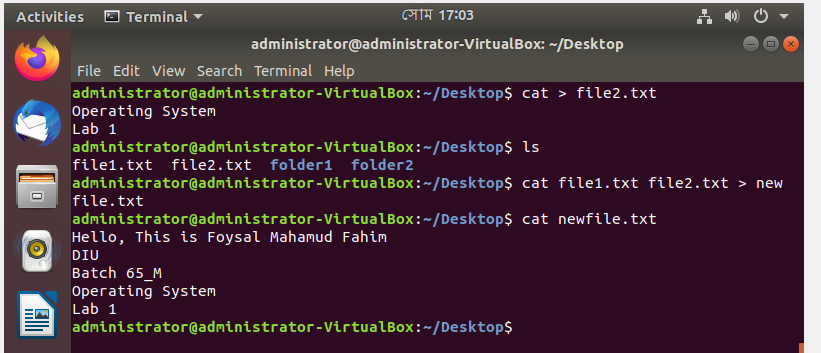 Activities Terminal সোম 17:03
administrator@administrator-VirtualBox: ~/Desktop
File Edit View Search Terminal Help
administrator@administrator-VirtualBox:~/Desktop$ cat > file2.txt
Operating System
Lab 1
administrator@administrator-VirtualBox:~/Desktop$ ls
file1.txt file2.txt folder1 folder2
administrator@administrator-VirtualBox:~/Desktop$ cat file1.txt file2.txt > new
file.txt
administrator@administrator-VirtualBox:~/Desktop$ cat newfile.txt
Hello, This is Foysal Mahamud Fahim
DIU
Batch 65_M
Operating System
Lab 1
administrator@administrator-VirtualBox:~/Desktop$